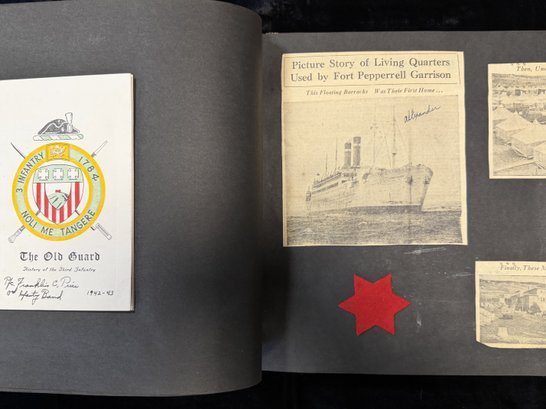 3 INFANTRY 1784
NOLI ME TANGERE
The Old Guard
History of the Third Infantry
Pfc Franklin C. Price
3rd Infantry Band 1942-43
Picture Story of Living Quarters
Used by Fort Pepperrell Garrison
This Floating Barracks Was Their First Home...
Alexander
Then,
Finally, These